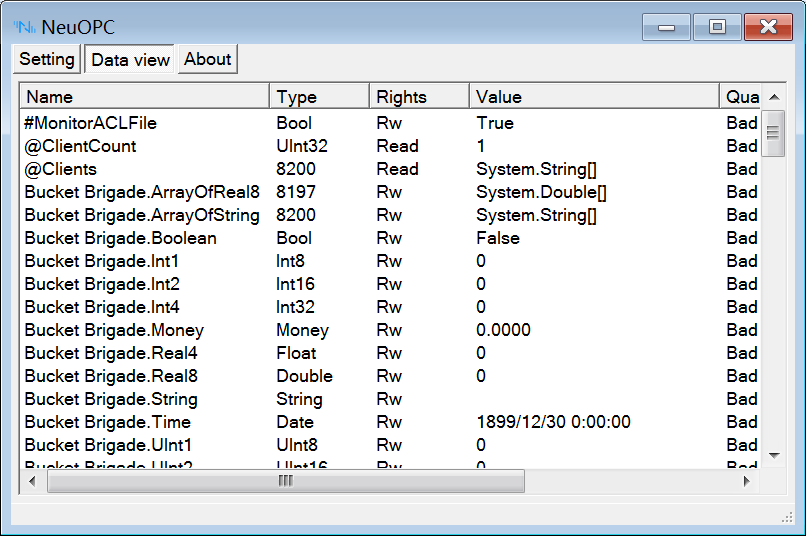 NeuOPC
Setting Data view About
Name Type Rights Value Qua
#MonitorACLFile Bool Rw True Bad
@ClientCount UInt32 Read 1 Bad
@Clients 8200 Read System.String[] Bad
Bucket Brigade.ArrayOfReal8 8197 Rw System.Double[] Bad
Bucket Brigade.ArrayOfString 8200 Rw System.String[] Bad
Bucket Brigade.Boolean Bool Rw False Bad
Bucket Brigade.Int1 Int8 Rw 0 Bad
Bucket Brigade.Int2 Int16 Rw 0 Bad
Bucket Brigade.Int4 Int32 Rw 0 Bad
Bucket Brigade.Money Money Rw 0.0000 Bad
Bucket Brigade.Real4 Float Rw 0 Bad
Bucket Brigade.Real8 Double Rw 0 Bad
Bucket Brigade.String String Rw Bad
Bucket Brigade.Time Date Rw 1899/12/30 0:00:00 Bad
Bucket Brigade.UInt1 UInt8 Rw 0 Bad
Bucket Brigade.UInt2 UInt16 Rw 0 Bad